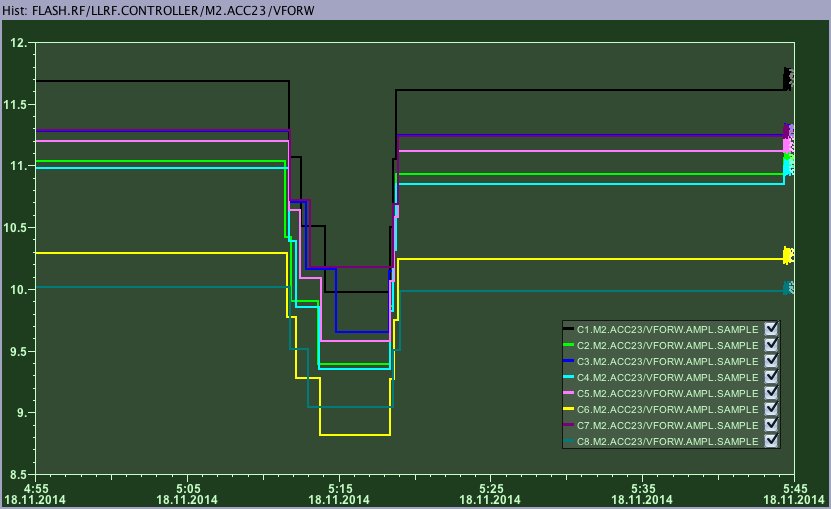 Hist: FLASH.RF/LLRF.CONTROLLER/M2.ACC23/VFORW
12.
11.5
11.
10.5
10.
9.5
9.
8.5
C1.M2.ACC23/VFORW.AMPL.SAMPLE
C2.M2.ACC23/VFORW.AMPL.SAMPLE
C3.M2.ACC23/VFORW.AMPL.SAMPLE
C4.M2.ACC23/VFORW.AMPL.SAMPLE
C5.M2.ACC23/VFORW.AMPL.SAMPLE
C6.M2.ACC23/VFORW.AMPL.SAMPLE
C7.M2.ACC23/VFORW.AMPL.SAMPLE
C8.M2.ACC23/VFORW.AMPL.SAMPLE
4:55 5:05 5:15 5:25 5:35 5:45
18.11.2014 18.11.2014 18.11.2014 18.11.2014 18.11.2014 18.11.2014